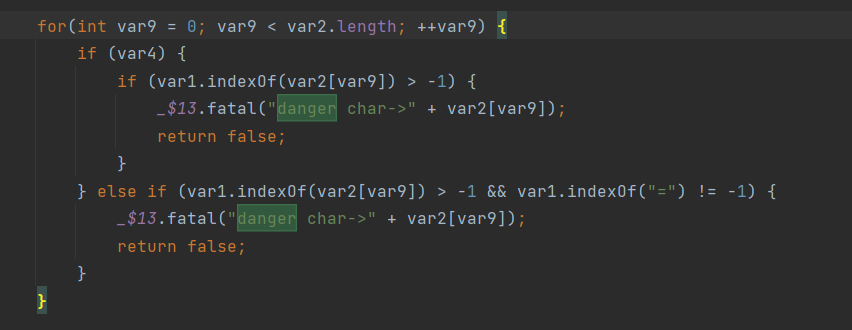 for(int var9 = 0; var9 < var2.length; ++var9) {
if (var4) {
if (var1.indexOf(var2[var9]) > -1) {
_$13.fatal("danger char->" + var2[var9]);
return false;
}
} else if (var1.indexOf(var2[var9]) > -1 && var1.indexOf("=") != -1) {
_$13.fatal("danger char->" + var2[var9]);
return false;
}
}